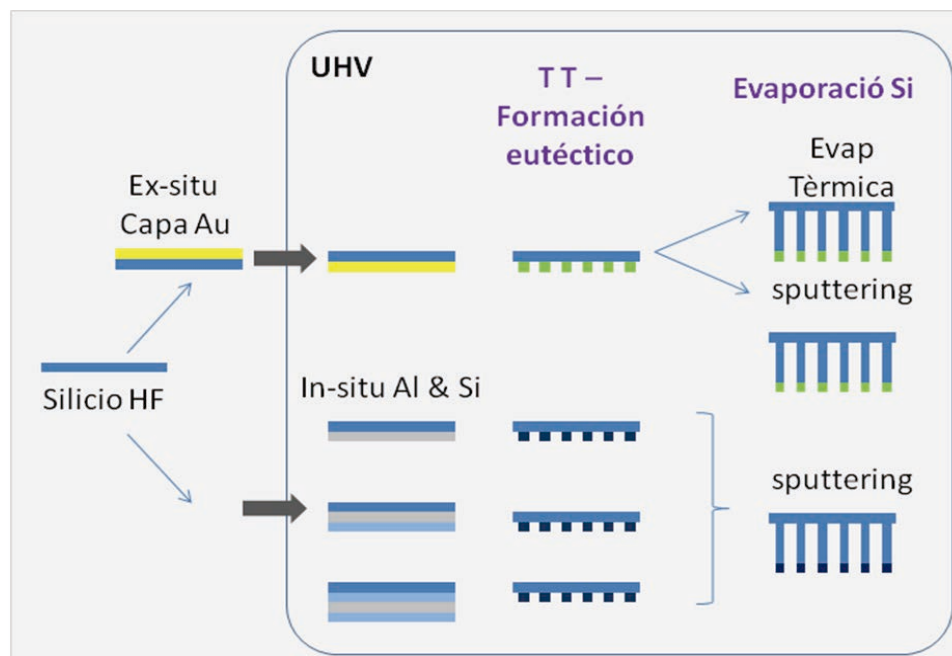 UHV
T T –
Formación
eutéctico
Evaporació Si
Evap
Tèrmica
Ex-situ
Capa Au
sputtering
Silicio HF
In-situ Al & Si
sputtering